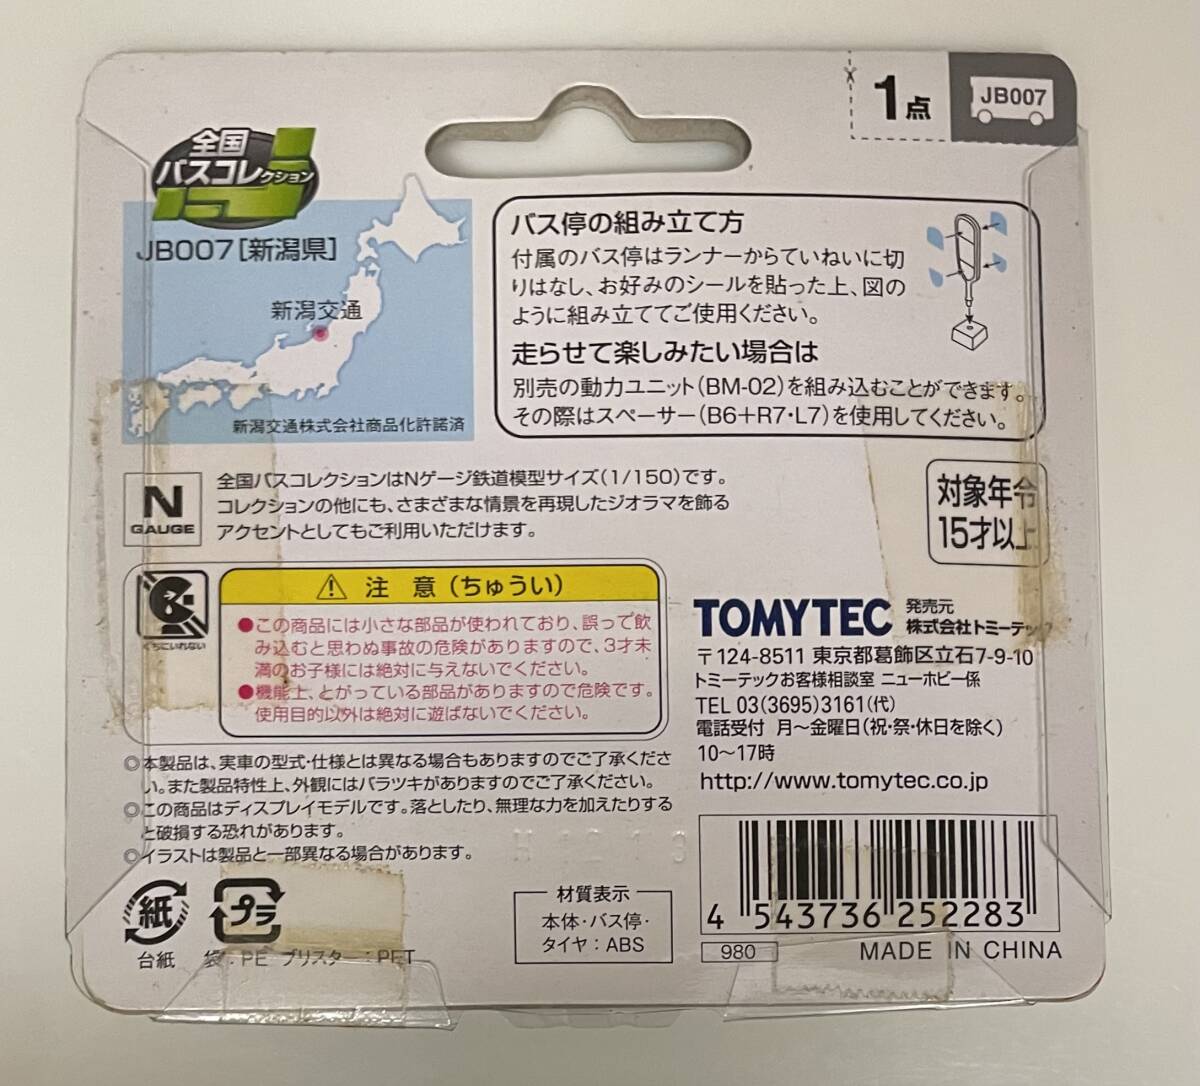 全国
バスコレクション
JB007[新潟県]
新潟交通
新潟交通株式会社商品化許諾済
1点
JB007
バス停の組み立て方
付属のバス停はランナーからていねいに切
りはなし、お好みのシールを貼った上、図の
ように組み立ててご使用ください。
走らせて楽しみたい場合は
別売の動力ユニット(BM-02)を組み込むことができます。
その際はスペーサー(B6+R7・L7)を使用してください。
N
GAUGE
全国バスコレクションはNゲージ鉄道模型サイズ(1/150)です。
コレクションの他にも、さまざまな情景を再現したジオラマを飾る
アクセントとしてもご利用いただけます。
対象年令
15才以上
くちにいれない
注 意(ちゅうい)
●この商品には小さな部品が使われており、誤って飲
み込むと思わぬ事故の危険がありますので、3才未
満のお子様には絶対に与えないでください。
●機能上、とがっている部品がありますので危険です。
使用目的以外は絶対に遊ばないでください。
◎本製品は、実車の型式・仕様とは異なる場合もありますのでご了承くださ
い。また製品特性上、外観にはバラツキがありますのでご了承ください。
◎この商品はディスプレイモデルです。落としたり、無理な力を加えたりする
と破損する恐れがあります。
◎イラストは製品と一部異なる場合があります。
TOMYTEC
発売元
株式会社トミーテック
〒124-8511 東京都葛飾区立石7-9-10
トミーテックお客様相談室 ニューホビー係
TEL 03(3695)3161(代)
電話受付 月〜金曜日(祝・祭・休日を除く)
10〜17時
http://www.tomytec.co.jp
紙
台紙
プラ
袋:PE ブリスター:PET
材質表示
本体・バス停・
タイヤ:ABS
4 543736 252283
980
MADE IN CHINA